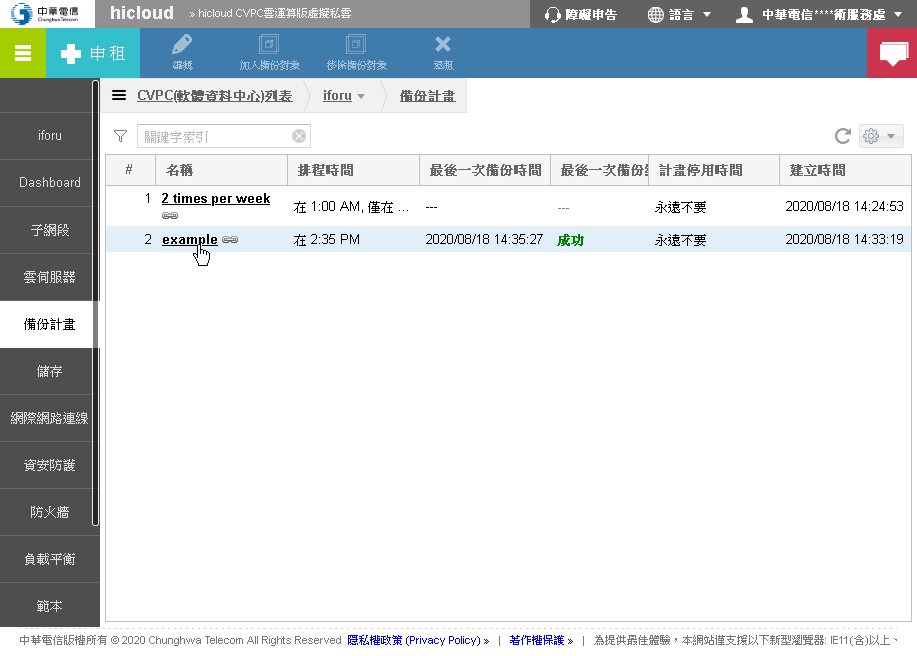 中華電信 Chunghwa Telecom hicloud » hicloud CVPC雲運算版虛擬私雲 障礙申告 語言 中華電信****術服務處
申租 編輯 加入備份對象 移除備份對象 退租
CVPC(軟體資料中心)列表 iforu 備份計畫
關鍵字索引
# 名稱 排程時間 最後一次備份時間 最後一次備份 計畫停用時間 建立時間
1 2 times per week 在 1:00 AM, 僅在 ... --- --- 永遠不要 2020/08/18 14:24:53
2 example 在 2:35 PM 2020/08/18 14:35:27 成功 永遠不要 2020/08/18 14:33:19
iforu
Dashboard
子網段
雲伺服器
備份計畫
儲存
網際網路連線
資安防護
防火牆
負載平衡
範本
中華電信版權所有 © 2020 Chunghwa Telecom All Rights Reserved 隱私權政策 (Privacy Policy) » | 著作權保護 » | 為提供最佳體驗，本網站僅支援以下新型瀏覽器: IE11(含)以上、